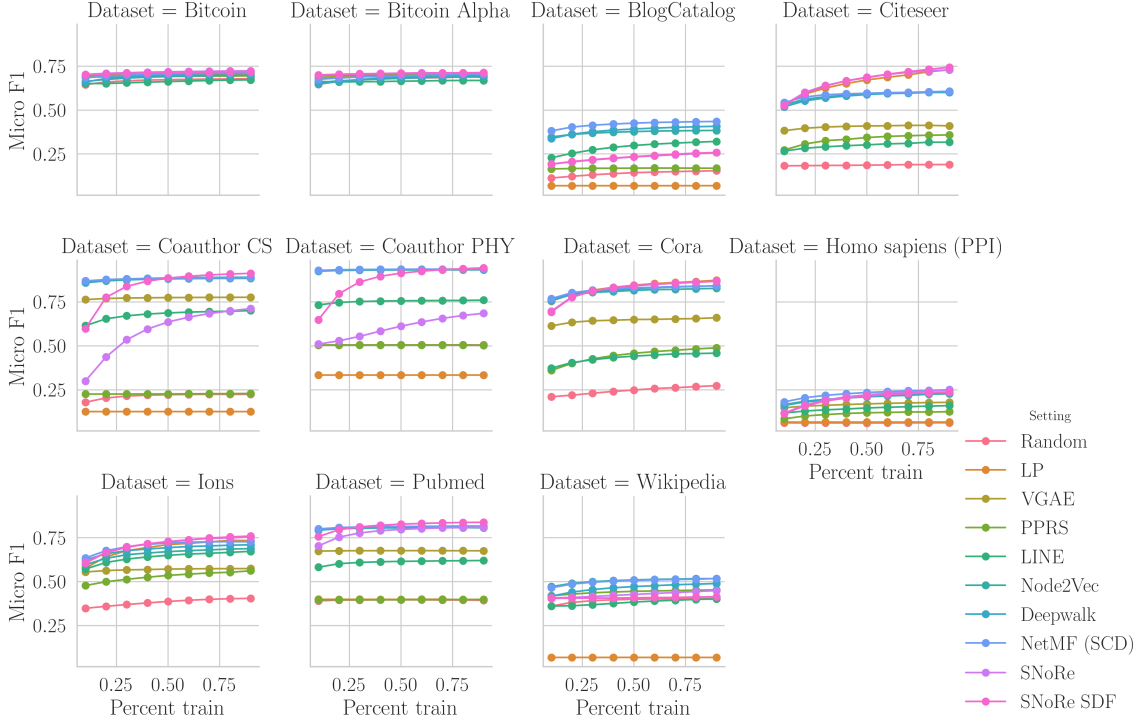 Dataset = Bitcoin
Dataset = Bitcoin Alpha
Dataset = BlogCatalog
Dataset = Citeseer
Micro F1
0.75
0.50
0.25
Dataset = Coauthor CS
Dataset = Coauthor PHY
Dataset = Cora
Dataset = Homo sapiens (PPI)
Micro F1
0.75
0.50
0.25
0.25 0.50 0.75
Percent train
Dataset = Ions
Dataset = Pubmed
Dataset = Wikipedia
Micro F1
0.75
0.50
0.25
0.25 0.50 0.75
0.25 0.50 0.75
0.25 0.50 0.75
Percent train
Percent train
Percent train
Setting
Random
LP
VGAE
PPRS
LINE
Node2Vec
Deepwalk
NetMF (SCD)
SNoRe
SNoRe SDF